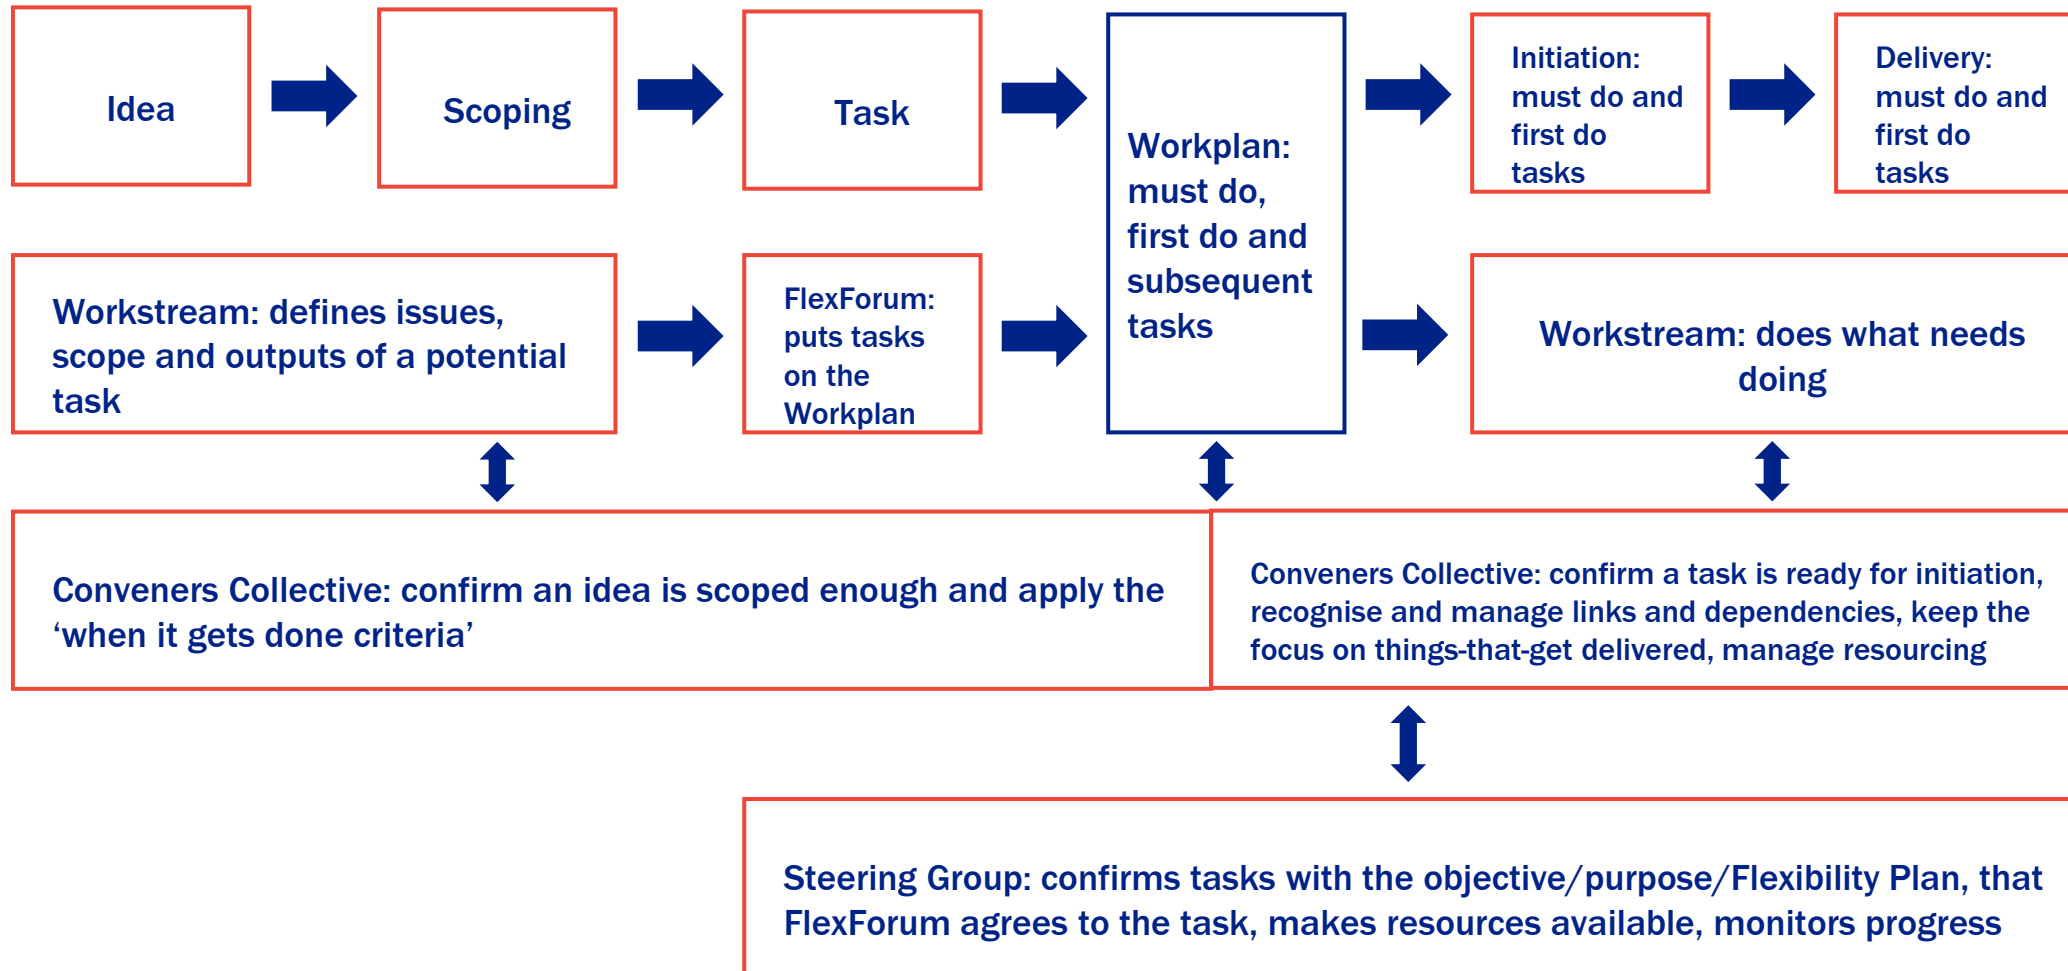 Idea
Scoping
Task
Workplan:
must do,
first do and
subsequent
tasks
Initiation:
must do and
first do
tasks
Delivery:
must do and
first do
tasks
Workstream: defines issues,
scope and outputs of a potential
task
FlexForum:
puts tasks
on the
Workplan
Workstream: does what needs
doing
Conveners Collective: confirm an idea is scoped enough and apply the
‘when it gets done criteria’
Conveners Collective: confirm a task is ready for initiation,
recognise and manage links and dependencies, keep the
focus on things-that-get delivered, manage resourcing
Steering Group: confirms tasks with the objective/purpose/Flexibility Plan, that
FlexForum agrees to the task, makes resources available, monitors progress